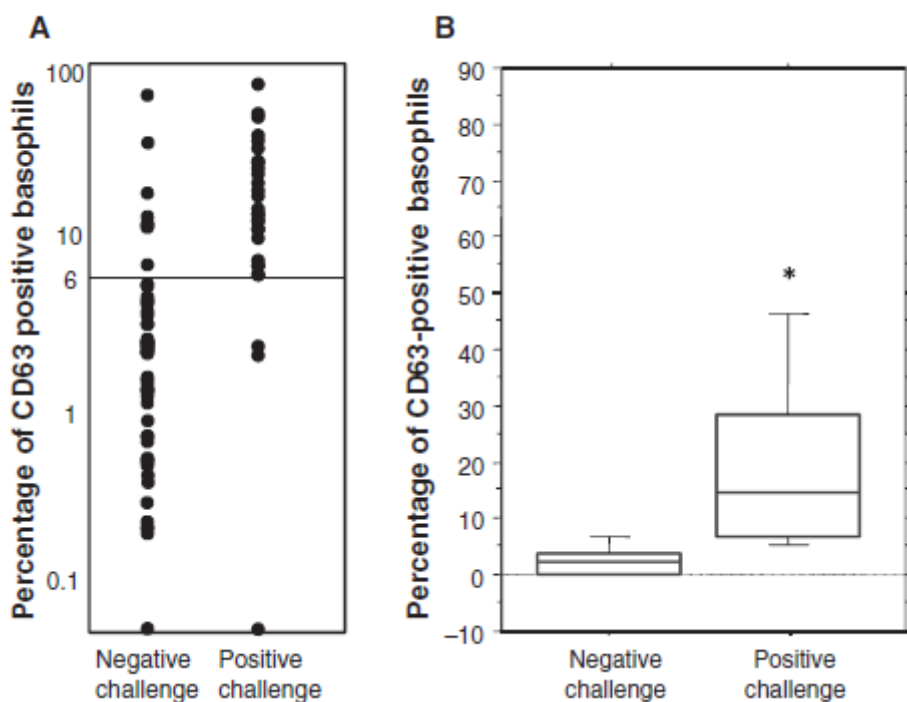 A
Percentage of CD63 positive basophils
100
10
6
1
0.1
Negative
challenge
Positive
challenge
B
Percentage of CD63-positive basophils
90
80
70
60
50
40
30
20
10
0
–10
*
Negative
challenge
Positive
challenge